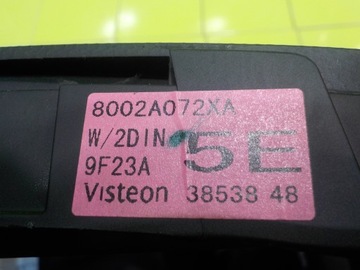 8002A072XA
W/2DIN 5E
9F23A
Visteon 38538 48